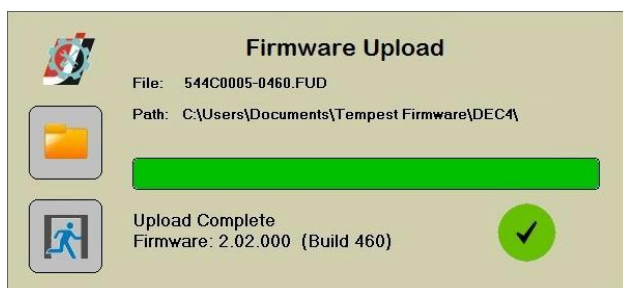 Firmware Upload
File: 544C0005-0460.FUD
Path: C:\Users\Documents\Tempest Firmware\DEC4\
Upload Complete
Firmware: 2.02.000 (Build 460)